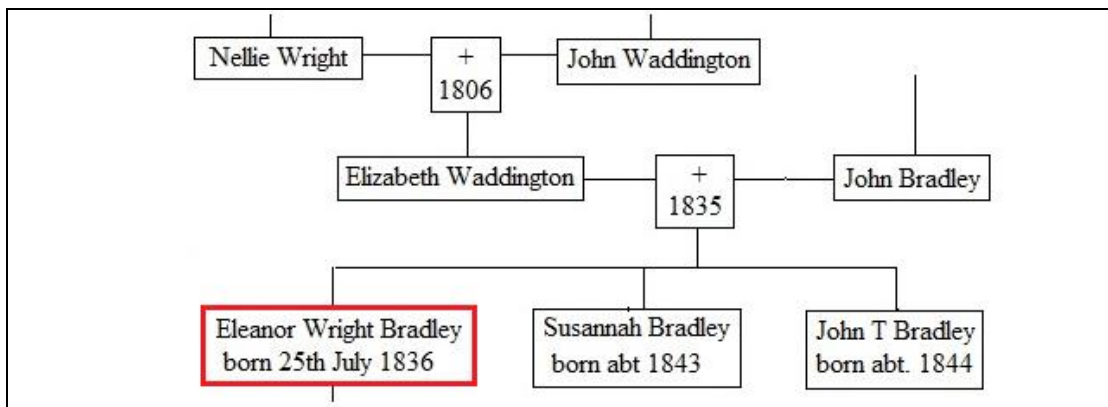 Nellie Wright
+
1806
John Waddington
Elizabeth Waddington
+
1835
John Bradley
Eleanor Wright Bradley
born 25th July 1836
Susannah Bradley
born abt 1843
John T Bradley
born abt. 1844